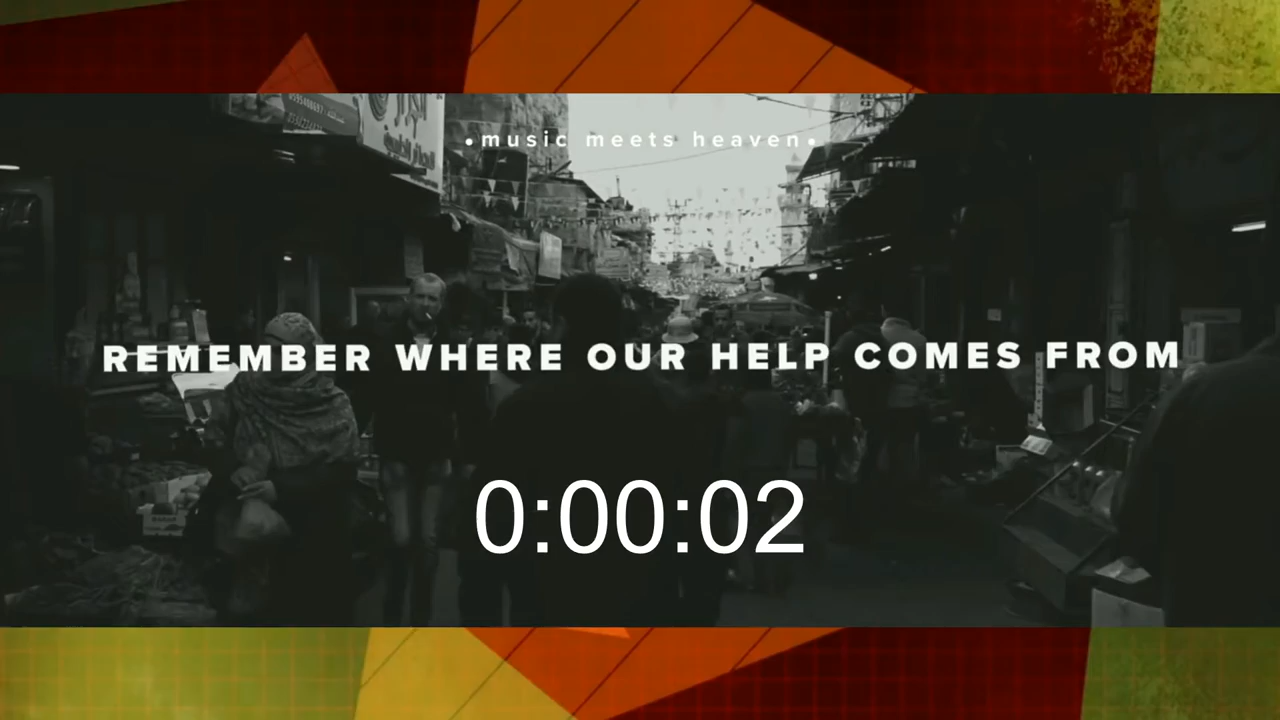 •music meets heaven•
REMEMBER WHERE OUR HELP COMES FROM
0:00:02